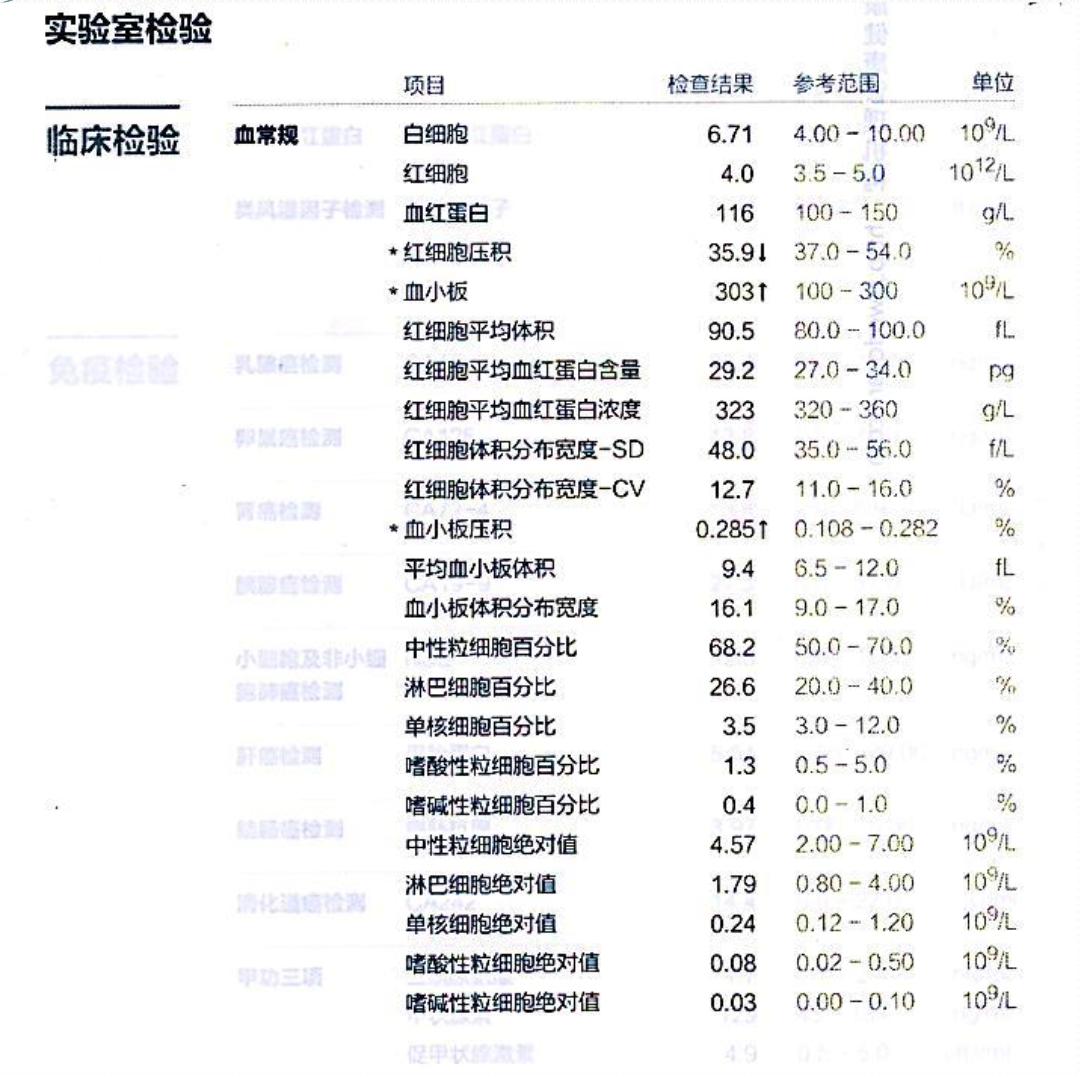 实验室检验
项目 检查结果 参考范围 单位
临床检验 血常规 白细胞 6.71 4.00 - 10.00 10⁹/L
红细胞 4.0 3.5 - 5.0 10¹²/L
血红蛋白 116 100 - 150 g/L
* 红细胞压积 35.9↓ 37.0 - 54.0 %
* 血小板 303↑ 100 - 300 10⁹/L
红细胞平均体积 90.5 80.0 - 100.0 fL
红细胞平均血红蛋白含量 29.2 27.0 - 34.0 pg
红细胞平均血红蛋白浓度 323 320 - 360 g/L
红细胞体积分布宽度-SD 48.0 35.0 - 56.0 f/L
红细胞体积分布宽度-CV 12.7 11.0 - 16.0 %
* 血小板压积 0.285↑ 0.108 - 0.282 %
平均血小板体积 9.4 6.5 - 12.0 fL
血小板体积分布宽度 16.1 9.0 - 17.0 %
中性粒细胞百分比 68.2 50.0 - 70.0 %
淋巴细胞百分比 26.6 20.0 - 40.0 %
单核细胞百分比 3.5 3.0 - 12.0 %
嗜酸性粒细胞百分比 1.3 0.5 - 5.0 %
嗜碱性粒细胞百分比 0.4 0.0 - 1.0 %
中性粒细胞绝对值 4.57 2.00 - 7.00 10⁹/L
淋巴细胞绝对值 1.79 0.80 - 4.00 10⁹/L
单核细胞绝对值 0.24 0.12 - 1.20 10⁹/L
嗜酸性粒细胞绝对值 0.08 0.02 - 0.50 10⁹/L
嗜碱性粒细胞绝对值 0.03 0.00 - 0.10 10⁹/L